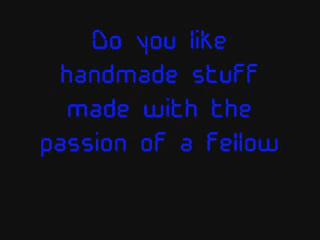 Do you like
handmade stuff
made with the
passion of a fellow